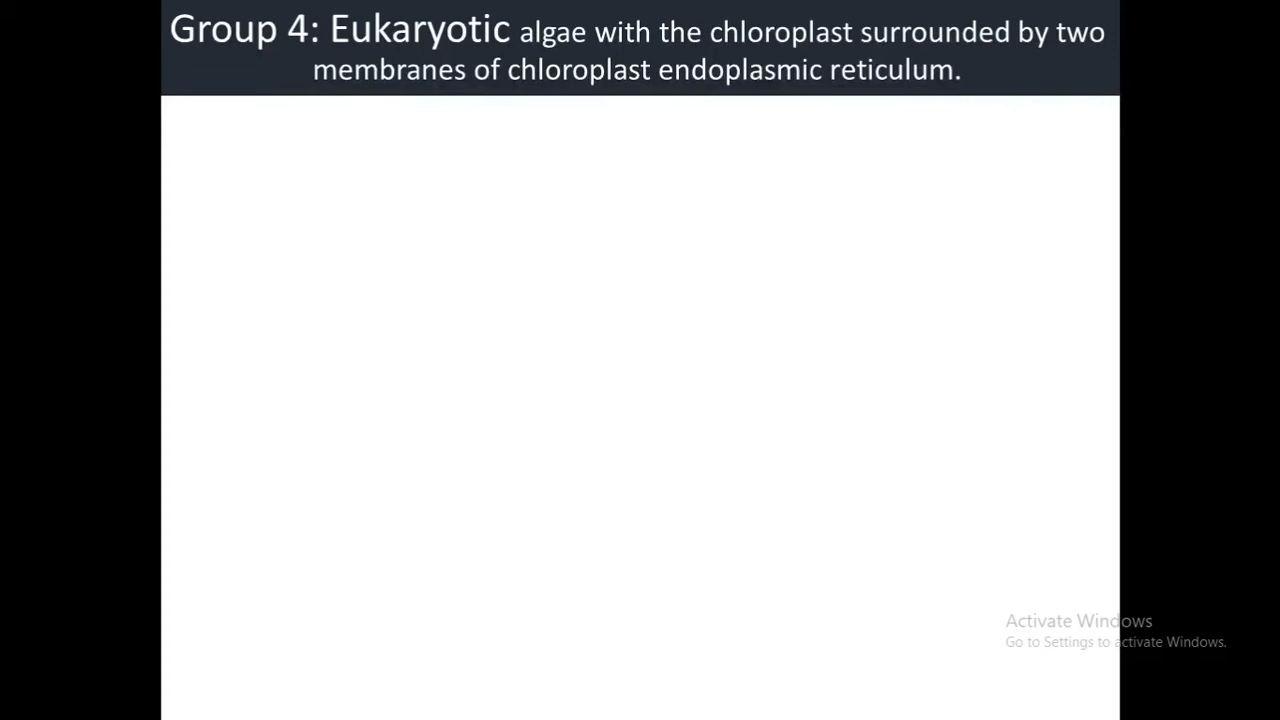 Group 4: Eukaryotic algae with the chloroplast surrounded by two
membranes of chloroplast endoplasmic reticulum.
Activate Windows
Go to Settings to activate Windows.